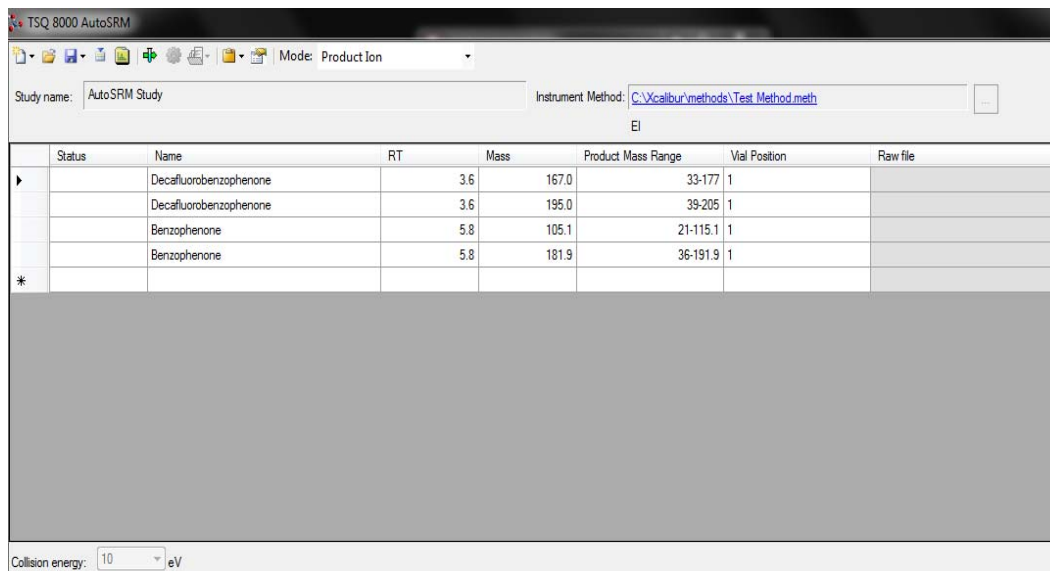 TSQ 8000 AutoSRM
Mode: Product Ion
Study name: AutoSRM Study Instrument Method: C:\Xcalibur\methods\Test Method.meth ...
EI
Status Name RT Mass Product Mass Range Vial Position Raw file
Decafluorobenzophenone 3.6 167.0 33-177 1
Decafluorobenzophenone 3.6 195.0 39-205 1
Benzophenone 5.8 105.1 21-115.1 1
Benzophenone 5.8 181.9 36-191.9 1
Collision energy: 10 eV